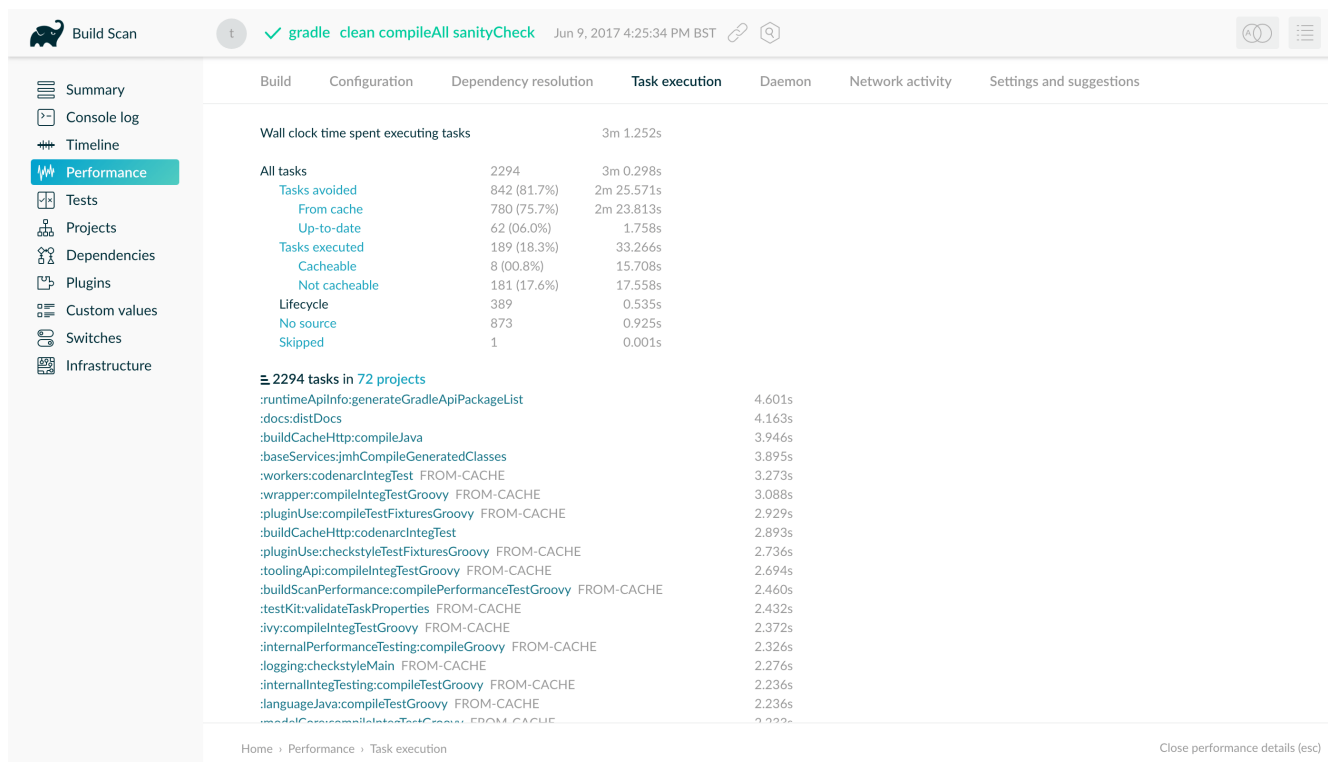 Build Scan
t gradle clean compileAll sanityCheck Jun 9, 2017 4:25:34 PM BST
Summary
Console log
Timeline
Performance
Tests
Projects
Dependencies
Plugins
Custom values
Switches
Infrastructure
Build Configuration Dependency resolution Task execution Daemon Network activity Settings and suggestions
Wall clock time spent executing tasks 3m 1.252s
All tasks 2294 3m 0.298s
Tasks avoided 842 (81.7%) 2m 25.571s
From cache 780 (75.7%) 2m 23.813s
Up-to-date 62 (06.0%) 1.758s
Tasks executed 189 (18.3%) 33.266s
Cacheable 8 (00.8%) 15.708s
Not cacheable 181 (17.6%) 17.558s
Lifecycle 389 0.535s
No source 873 0.925s
Skipped 1 0.001s
2294 tasks in 72 projects
:runtimeApiInfo:generateGradleApiPackageList 4.601s
:docs:distDocs 4.163s
:buildCacheHttp:compileJava 3.946s
:baseServices:jmhCompileGeneratedClasses 3.895s
:workers:codenarcIntegTest FROM-CACHE 3.273s
:wrapper:compileIntegTestGroovy FROM-CACHE 3.088s
:pluginUse:compileTestFixturesGroovy FROM-CACHE 2.929s
:buildCacheHttp:codenarcIntegTest 2.893s
:pluginUse:checkstyleTestFixturesGroovy FROM-CACHE 2.736s
:toolingApi:compileIntegTestGroovy FROM-CACHE 2.694s
:buildScanPerformance:compilePerformanceTestGroovy FROM-CACHE 2.460s
:testKit:validateTaskProperties FROM-CACHE 2.432s
:ivy:compileIntegTestGroovy FROM-CACHE 2.372s
:internalPerformanceTesting:compileGroovy FROM-CACHE 2.326s
:logging:checkstyleMain FROM-CACHE 2.276s
:internalIntegTesting:compileTestGroovy FROM-CACHE 2.236s
:languageJava:compileTestGroovy FROM-CACHE 2.236s
:modelCore:compileIntegTestGroovy FROM-CACHE
Home › Performance › Task execution
Close performance details (esc)